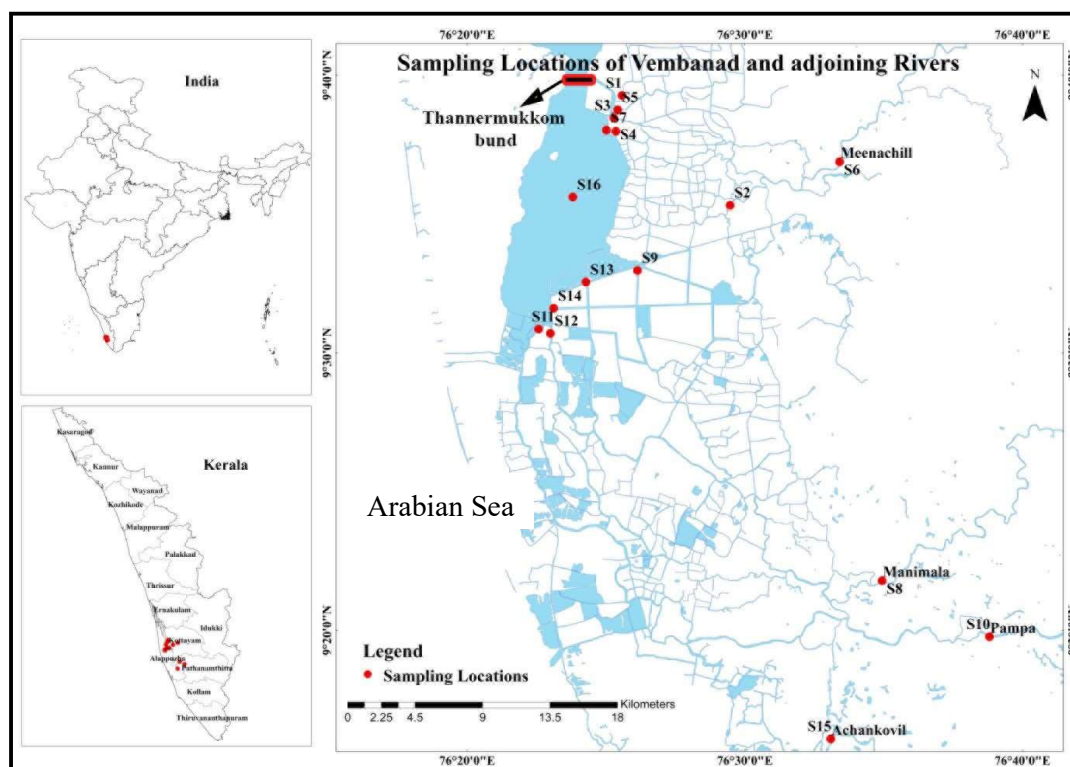 India
Kerala
Kasaragod
Kannur
Wayanad
Kozhikode
Malappuram
Palakkad
Thrissur
Ernakulam
Idukki
Kottayam
Alappuzha
Pathanamthitta
Kollam
Thiruvananthapuram
76°20'0"E
76°30'0"E
76°40'0"E
Sampling Locations of Vembanad and adjoining Rivers
N
9°40'0"N
9°30'0"N
9°20'0"N
Thannermukkom
bund
S1
S5
S3
S7
S4
Meenachill
S6
S2
S16
S9
S13
S14
S11
S12
Arabian Sea
Manimala
S8
S10 Pampa
S15 Achankovil
Legend
Sampling Locations
Kilometers
0 2.25 4.5 9 13.5 18
76°20'0"E
76°30'0"E
76°40'0"E